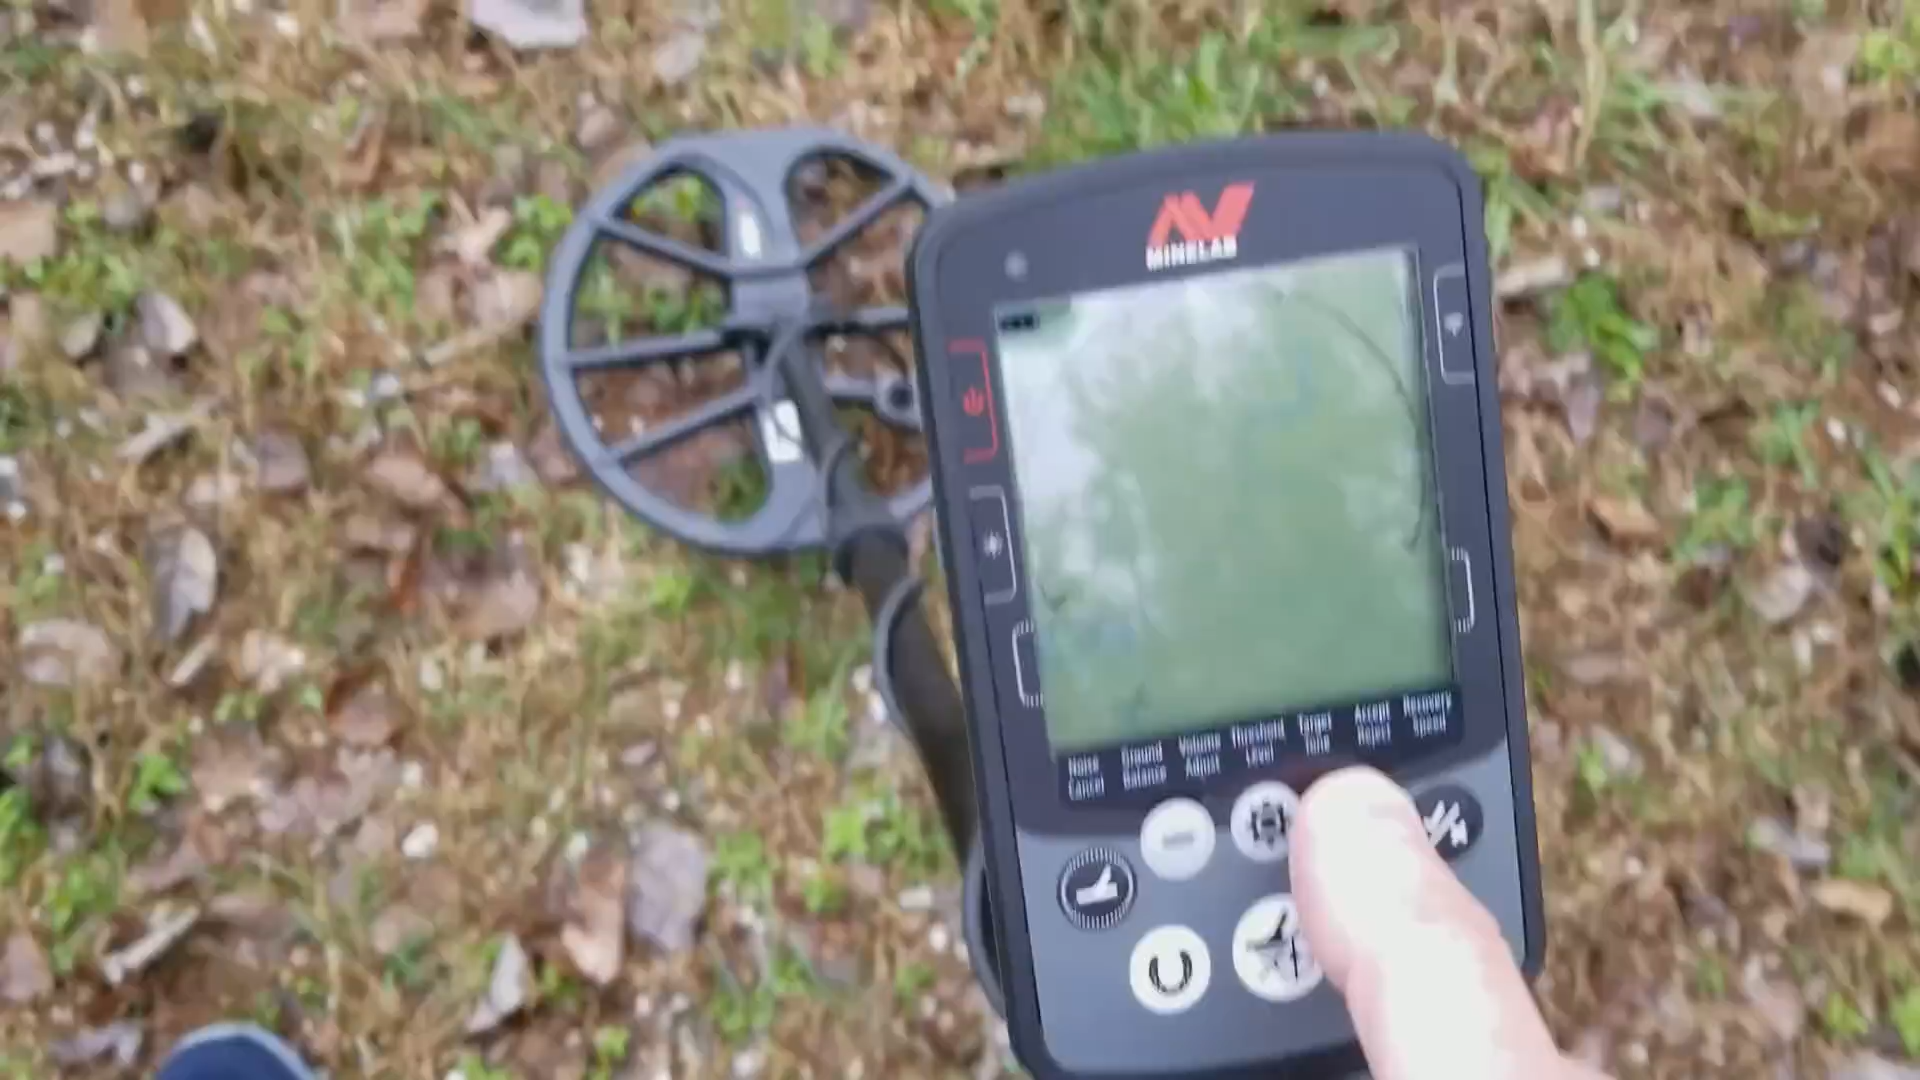 MINELAB
Noise Cancel
Ground Balance
Volume Adjust
Threshold Level
Target Tone
Accept Reject
Recovery Speed